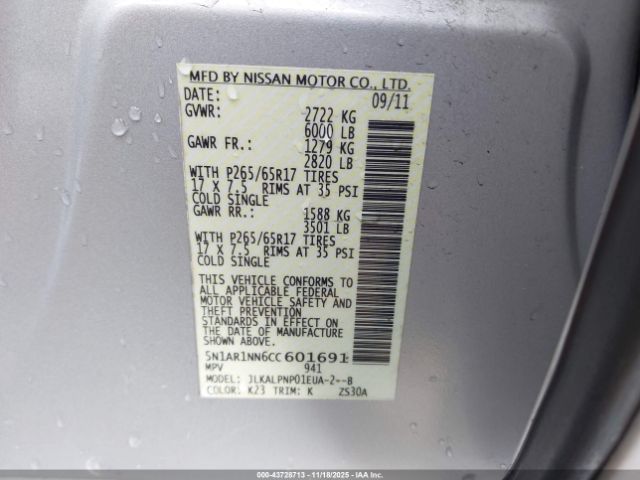 MFD BY NISSAN MOTOR CO., LTD.
DATE: 09/11
GVWR: 2722 KG
6000 LB
GAWR FR.: 1279 KG
2820 LB
WITH P265/65R17 TIRES
17 X 7.5 RIMS AT 35 PSI
COLD SINGLE
GAWR RR.: 1588 KG
3501 LB
WITH P265/65R17 TIRES
17 X 7.5 RIMS AT 35 PSI
COLD SINGLE
THIS VEHICLE CONFORMS TO
ALL APPLICABLE FEDERAL
MOTOR VEHICLE SAFETY AND
THEFT PREVENTION
STANDARDS IN EFFECT ON
THE DATE OF MANUFACTURE
SHOWN ABOVE.
5N1AR1NN6CC601691
MPV 941
MODEL: JLKALPNP01EUA-2--B
COLOR: K23 TRIM: K ZS30A
000-43728713 - 11/18/2025 - IAAI.com